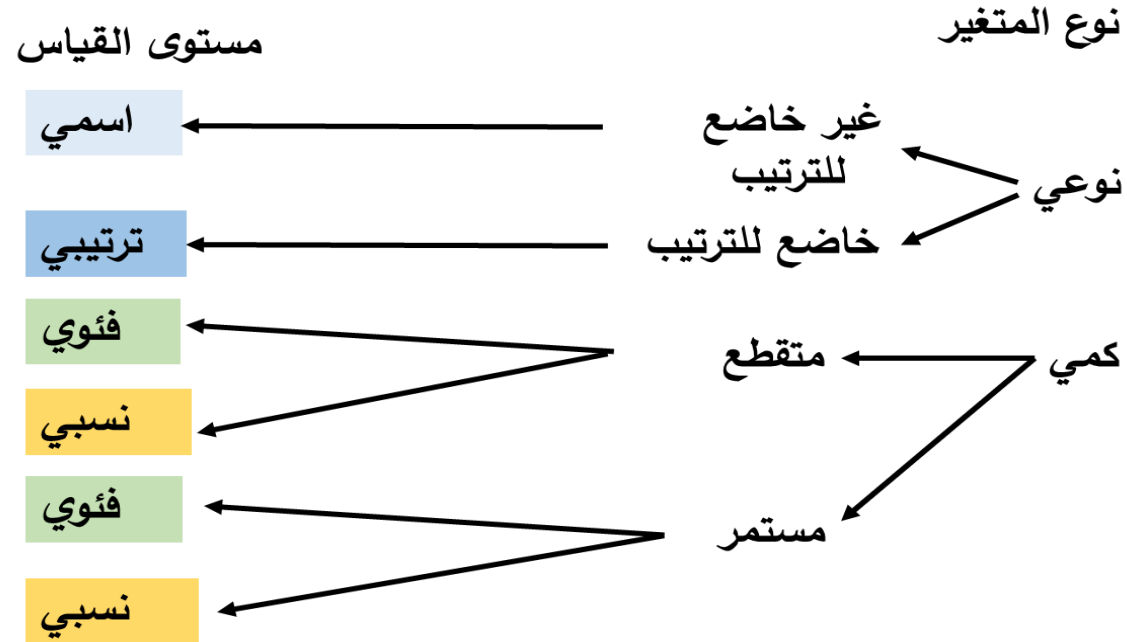 نوع المتغير
مستوى القياس
نوعي
غير خاضع
للترتيب
اسمي
خاضع للترتيب
ترتيبي
كمي
متقطع
فئوي
نسبي
مستمر
فئوي
نسبي